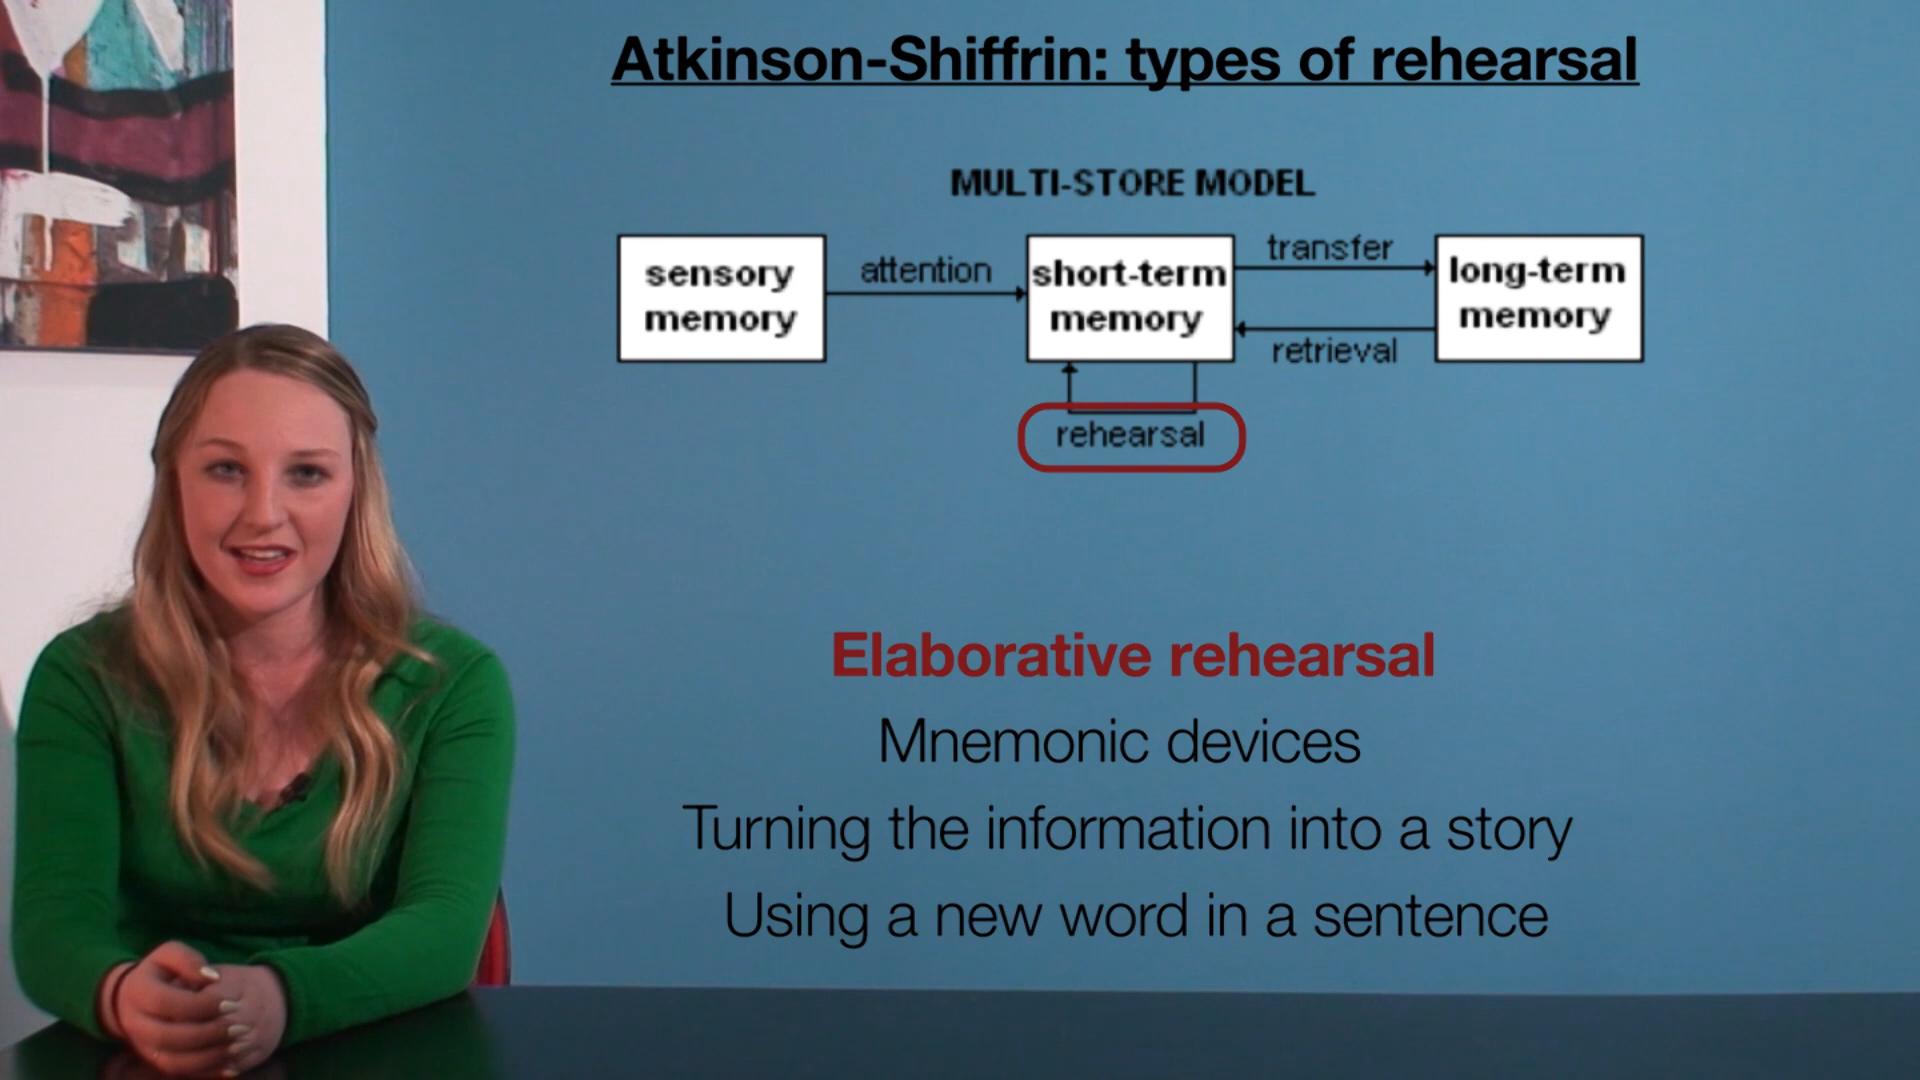 Atkinson-Shiffrin: types of rehearsal
MULTI-STORE MODEL
sensory
memory
attention
short-term
memory
transfer
retrieval
long-term
memory
rehearsal
Elaborative rehearsal
Mnemonic devices
Turning the information into a story
Using a new word in a sentence